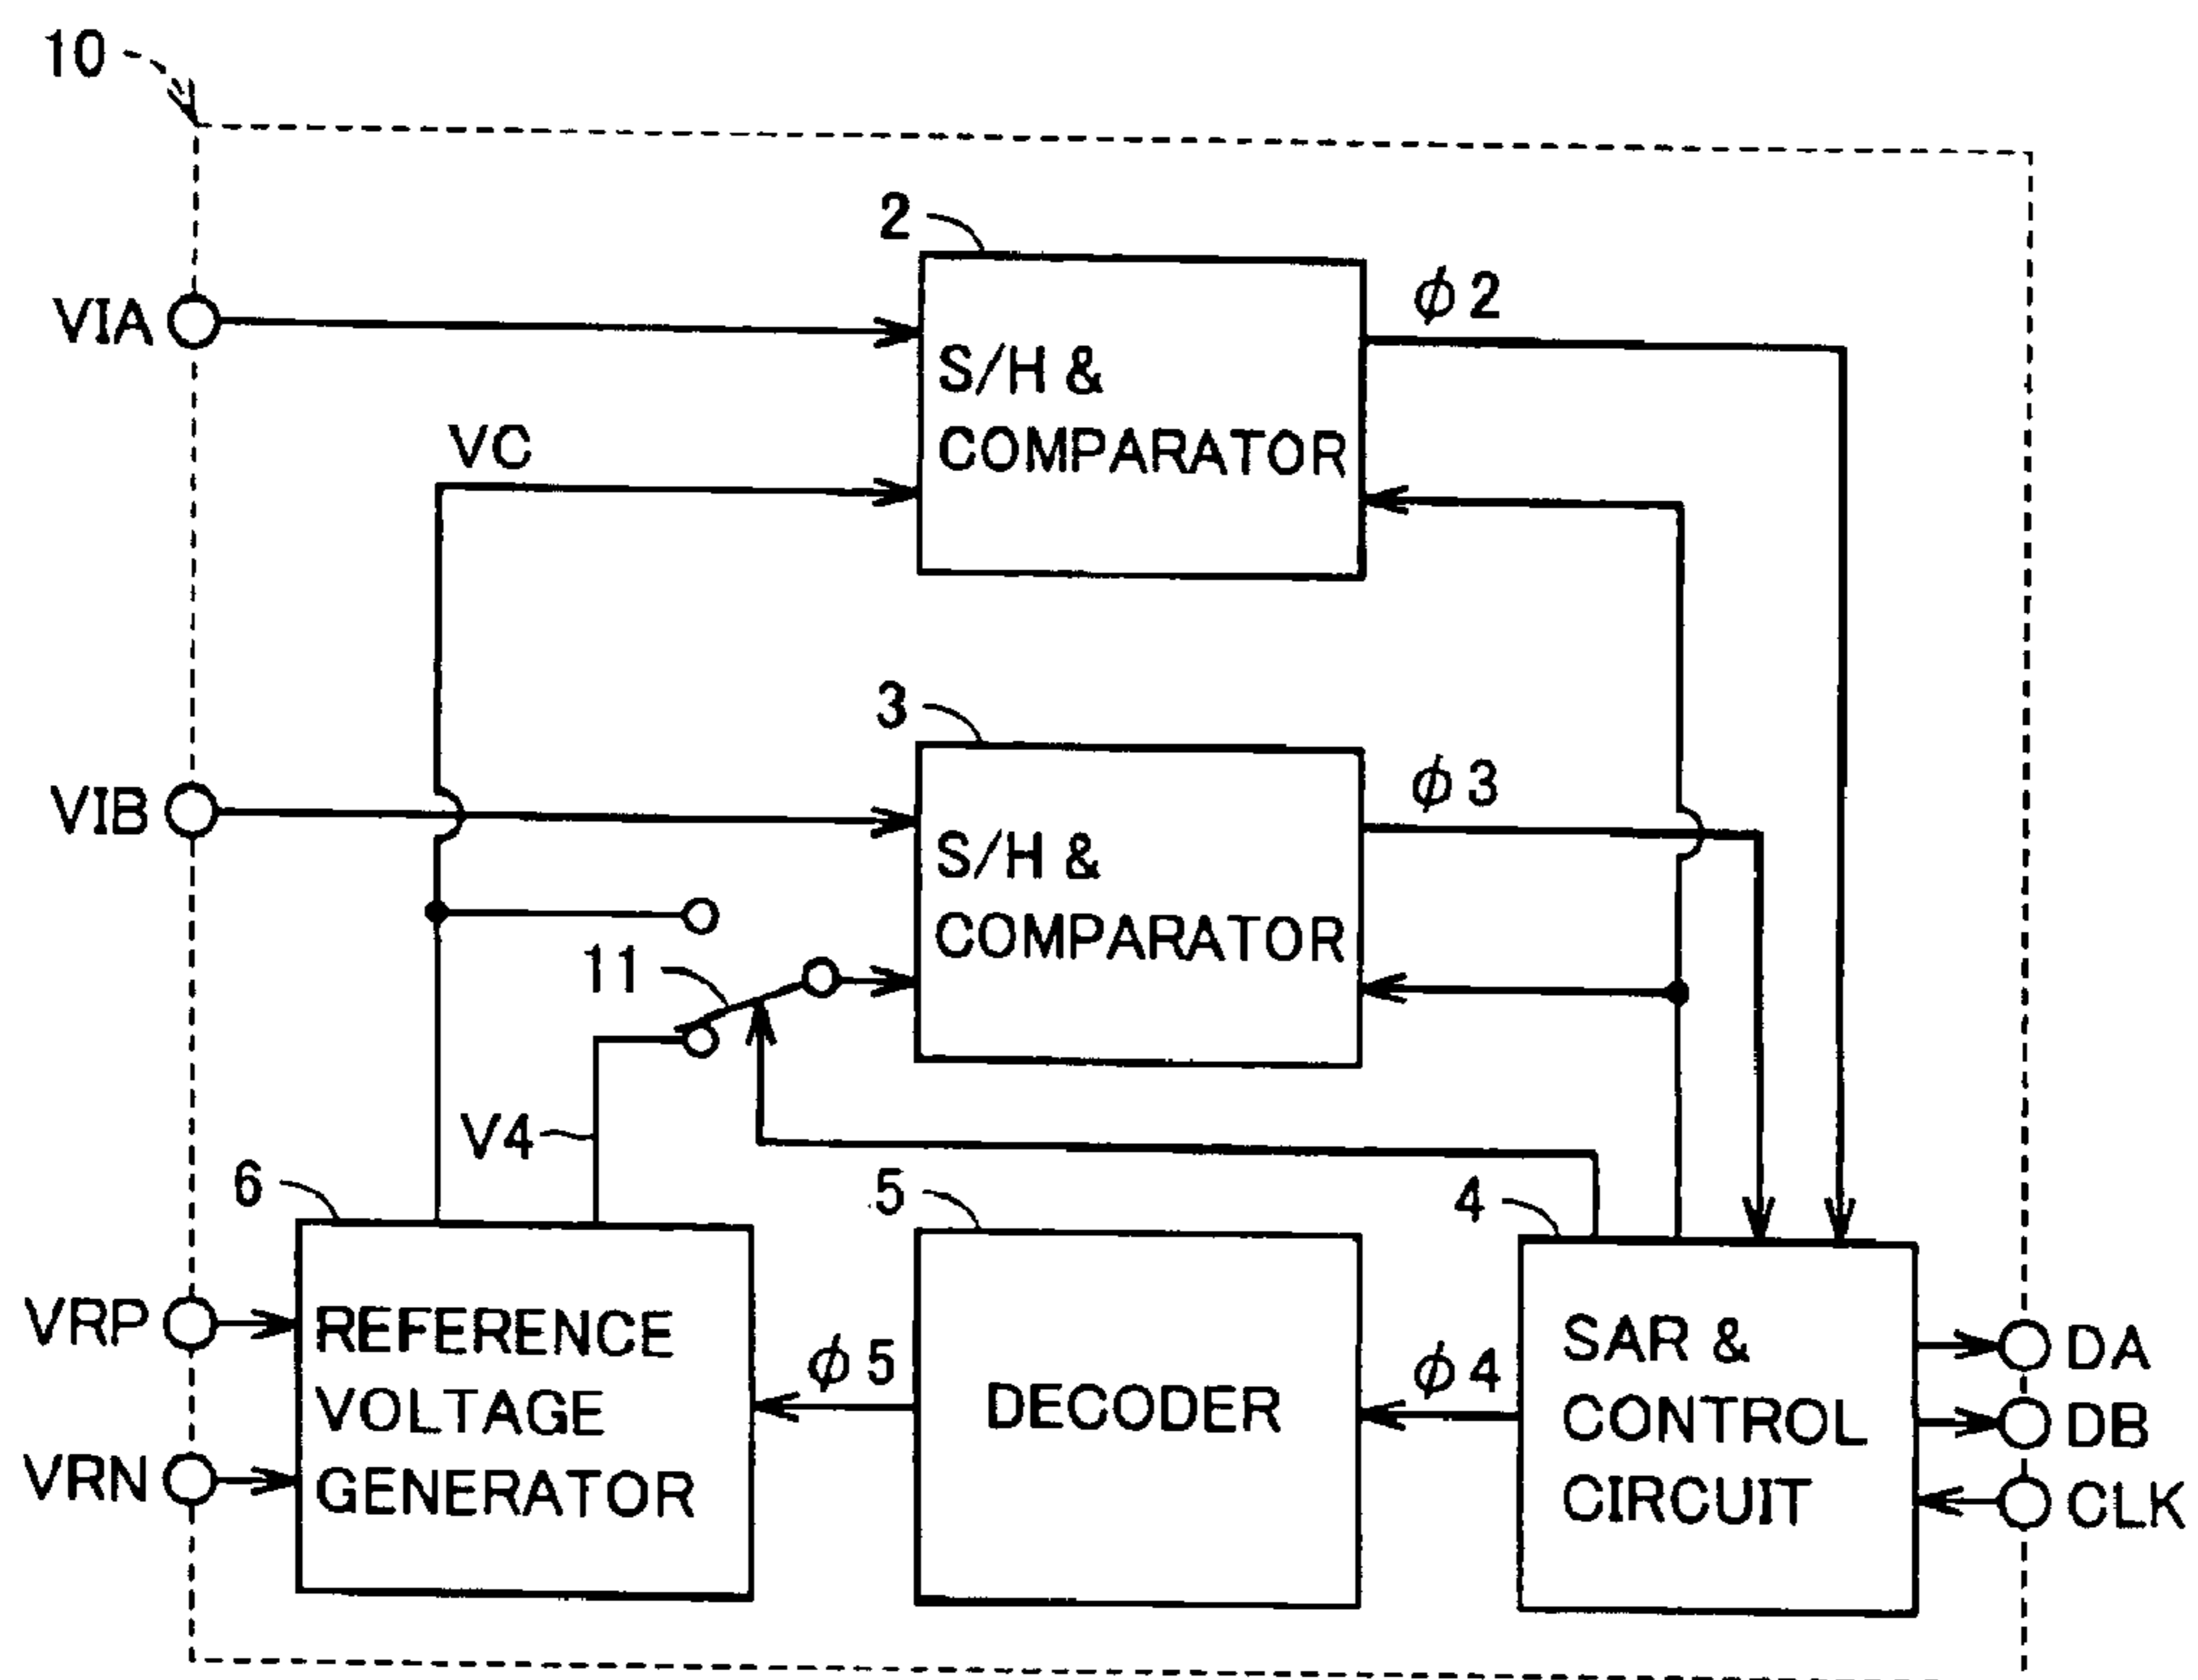 10
2
VIA
ϕ2
S/H &
COMPARATOR
VC
3
VIB
ϕ3
S/H &
COMPARATOR
11
V4
6
5
4
VRP
REFERENCE
VOLTAGE
GENERATOR
VRN
ϕ5
DECODER
ϕ4
SAR &
CONTROL
CIRCUIT
DA
DB
CLK